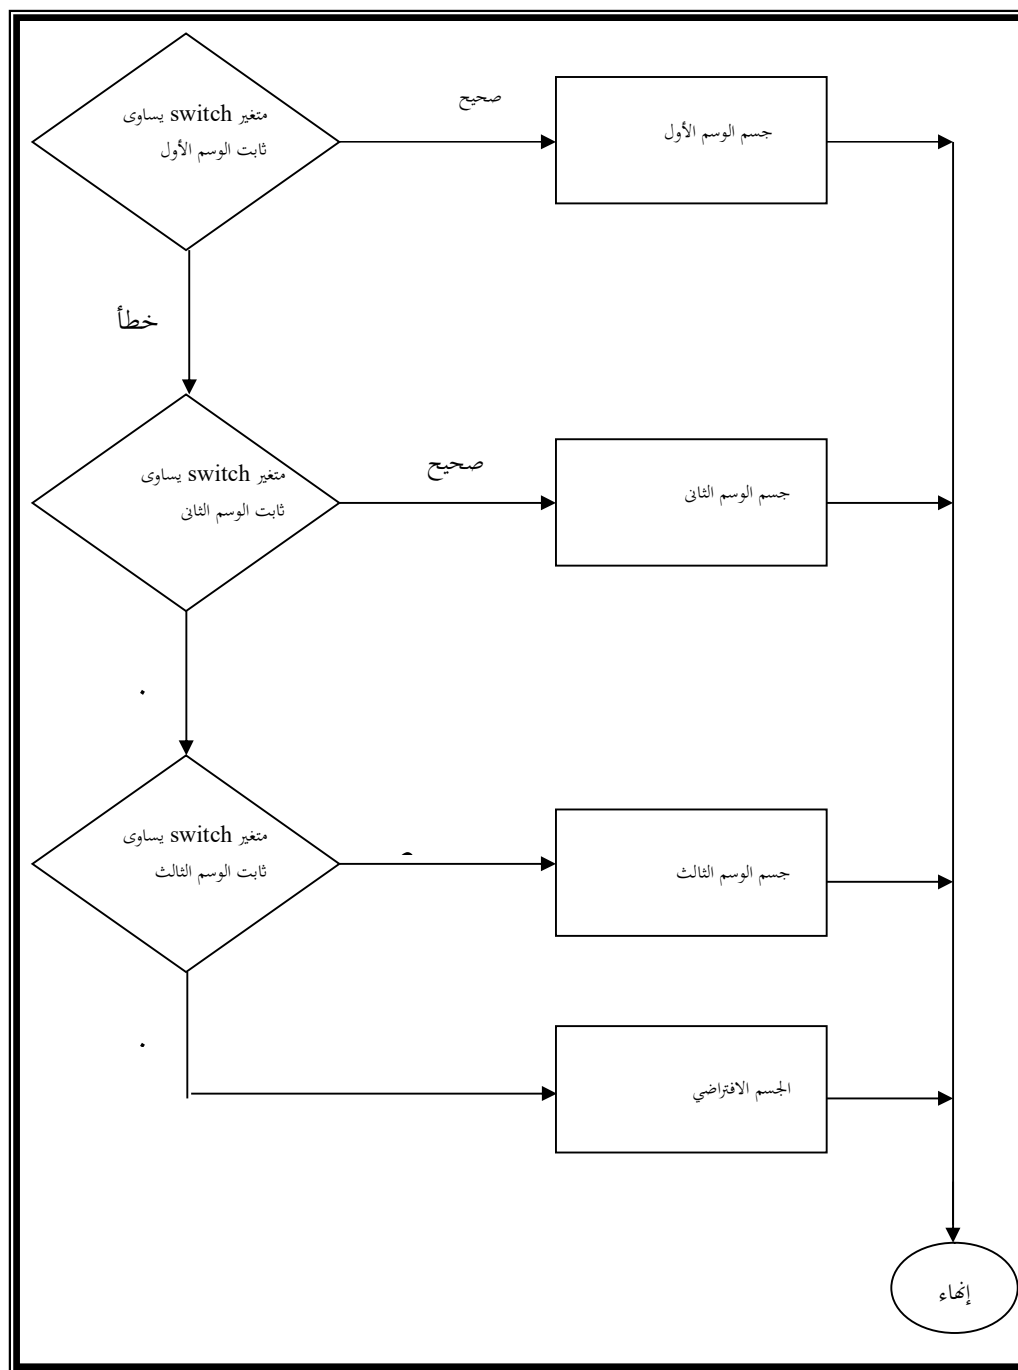 متغير switch يساوى
ثابت الوسم الأول
صحيح
جسم الوسم الأول
خطأ
متغير switch يساوى
ثابت الوسم الثانى
صحيح
جسم الوسم الثانى
متغير switch يساوى
ثابت الوسم الثالث
جسم الوسم الثالث
الجسم الافتراضي
إنهاء